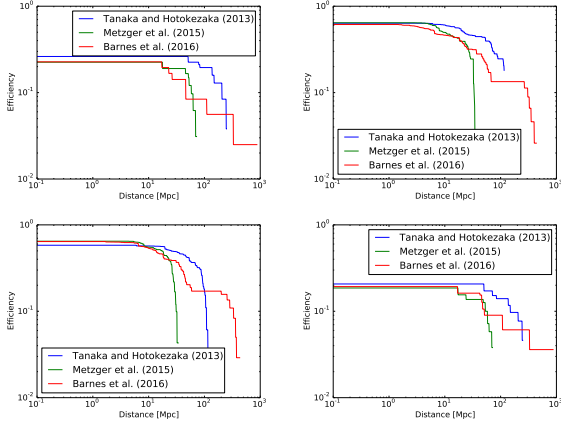 10^0
10^-1
10^-2
Efficiency
10^-1 10^0 10^1 10^2 10^3
Distance [Mpc]
Tanaka and Hotokezaka (2013)
Metzger et al. (2015)
Barnes et al. (2016)
10^0
10^-1
10^-2
Efficiency
10^-1 10^0 10^1 10^2 10^3
Distance [Mpc]
Tanaka and Hotokezaka (2013)
Metzger et al. (2015)
Barnes et al. (2016)
10^0
10^-1
10^-2
Efficiency
10^-1 10^0 10^1 10^2 10^3
Distance [Mpc]
Tanaka and Hotokezaka (2013)
Metzger et al. (2015)
Barnes et al. (2016)
10^0
10^-1
10^-2
Efficiency
10^-1 10^0 10^1 10^2 10^3
Distance [Mpc]
Tanaka and Hotokezaka (2013)
Metzger et al. (2015)
Barnes et al. (2016)